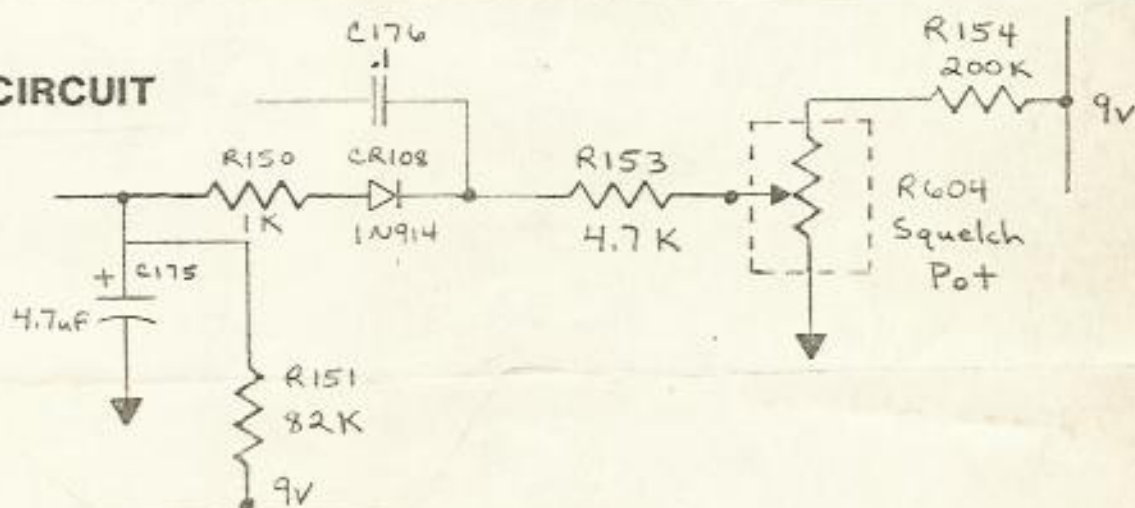 CIRCUIT
C176
.1
R154
200K
9V
R150
1K
CR108
1N914
R153
4.7K
R604
Squelch
Pot
+
C175
4.7uF
R151
82K
9V